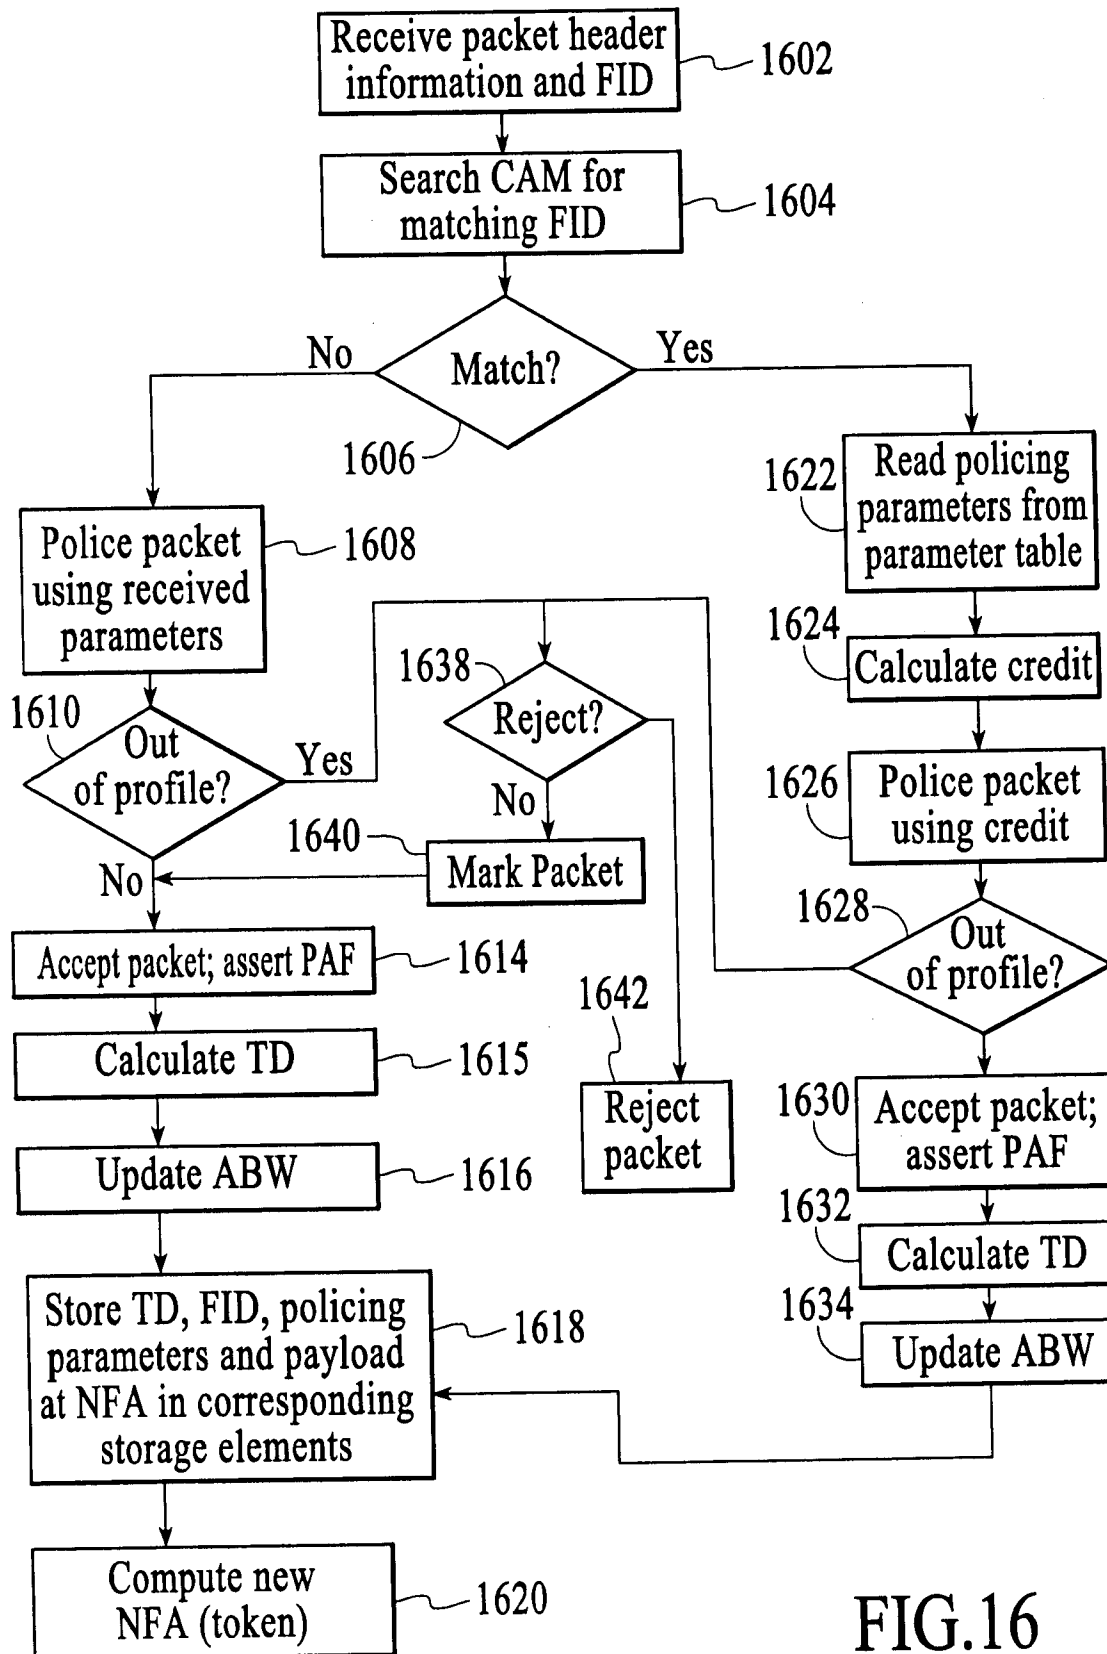 Receive packet header
information and FID
1602
Search CAM for
matching FID
1604
Match?
No
Yes
1606
Police packet
using received
parameters
1608
1622
Read policing
parameters from
parameter table
1624
Calculate credit
1610
Out
of profile?
Yes
No
1638
Reject?
No
1640
Mark Packet
1626
Police packet
using credit
1628
Out
of profile?
Accept packet; assert PAF
1614
Calculate TD
1615
Update ABW
1616
1642
Reject
packet
1630
Accept packet;
assert PAF
1632
Calculate TD
1634
Update ABW
Store TD, FID, policing
parameters and payload
at NFA in corresponding
storage elements
1618
Compute new
NFA (token)
1620
FIG.16